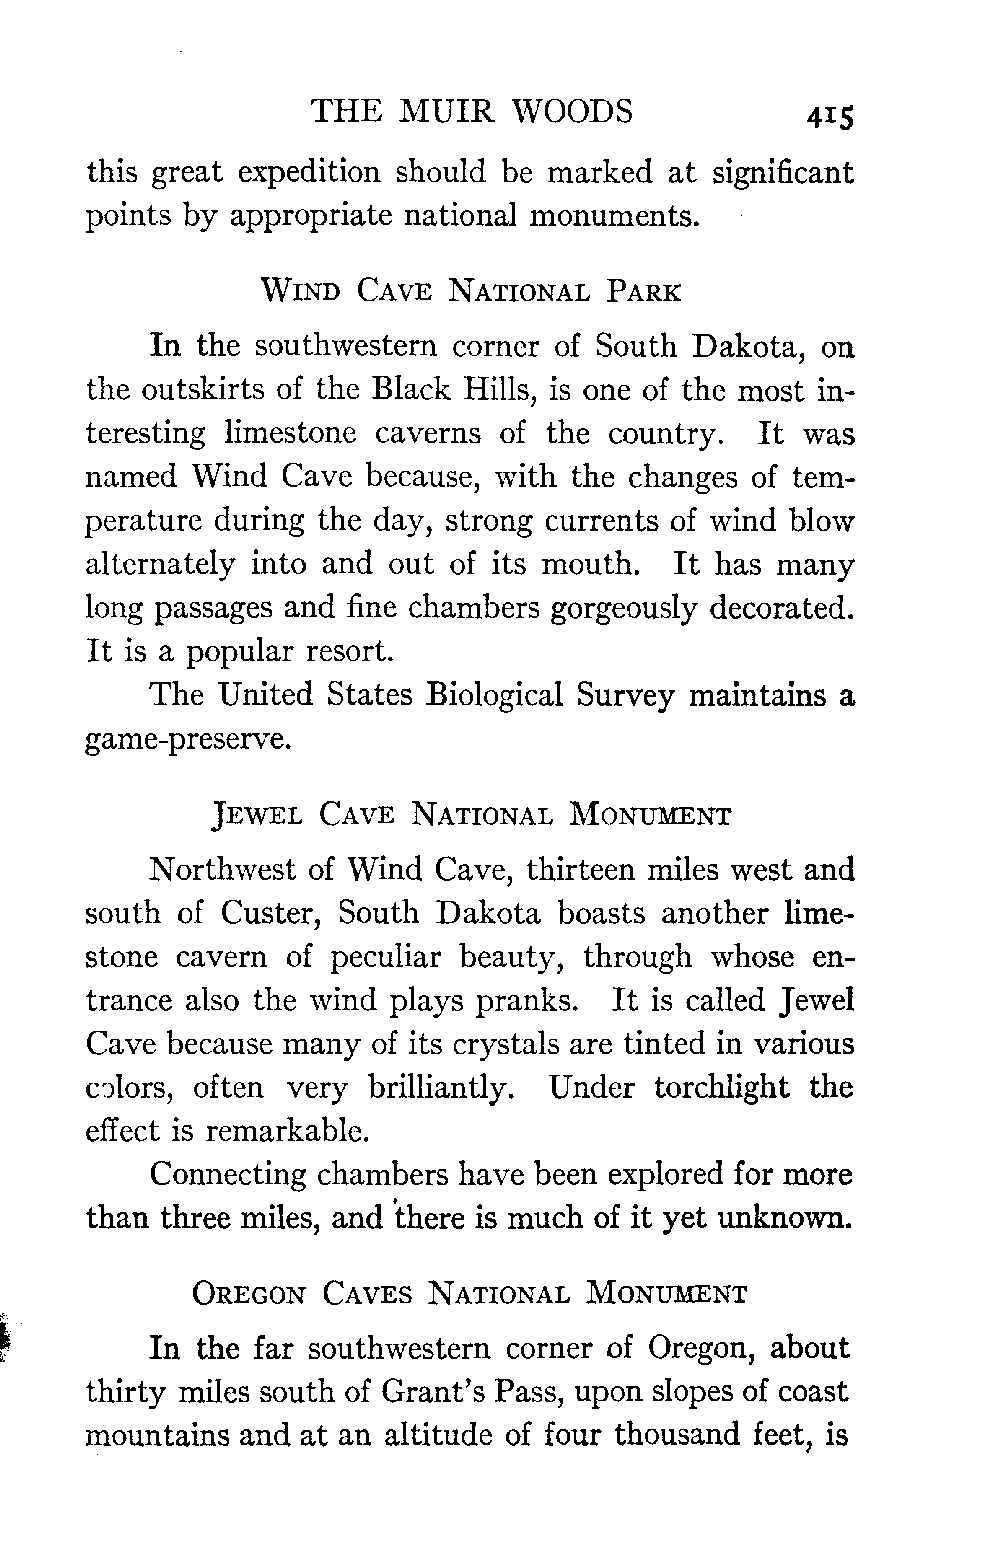 THE MUIR WOODS 415
this great expedition should be marked at significant
points by appropriate national monuments.
WIND CAVE NATIONAL PARK
In the southwestern corner of South Dakota, on
the outskirts of the Black Hills, is one of the most in-
teresting limestone caverns of the country. It was
named Wind Cave because, with the changes of tem-
perature during the day, strong currents of wind blow
alternately into and out of its mouth. It has many
long passages and fine chambers gorgeously decorated.
It is a popular resort.
The United States Biological Survey maintains a
game-preserve.
JEWEL CAVE NATIONAL MONUMENT
Northwest of Wind Cave, thirteen miles west and
south of Custer, South Dakota boasts another lime-
stone cavern of peculiar beauty, through whose en-
trance also the wind plays pranks. It is called Jewel
Cave because many of its crystals are tinted in various
colors, often very brilliantly. Under torchlight the
effect is remarkable.
Connecting chambers have been explored for more
than three miles, and there is much of it yet unknown.
OREGON CAVES NATIONAL MONUMENT
In the far southwestern corner of Oregon, about
thirty miles south of Grant's Pass, upon slopes of coast
mountains and at an altitude of four thousand feet, is